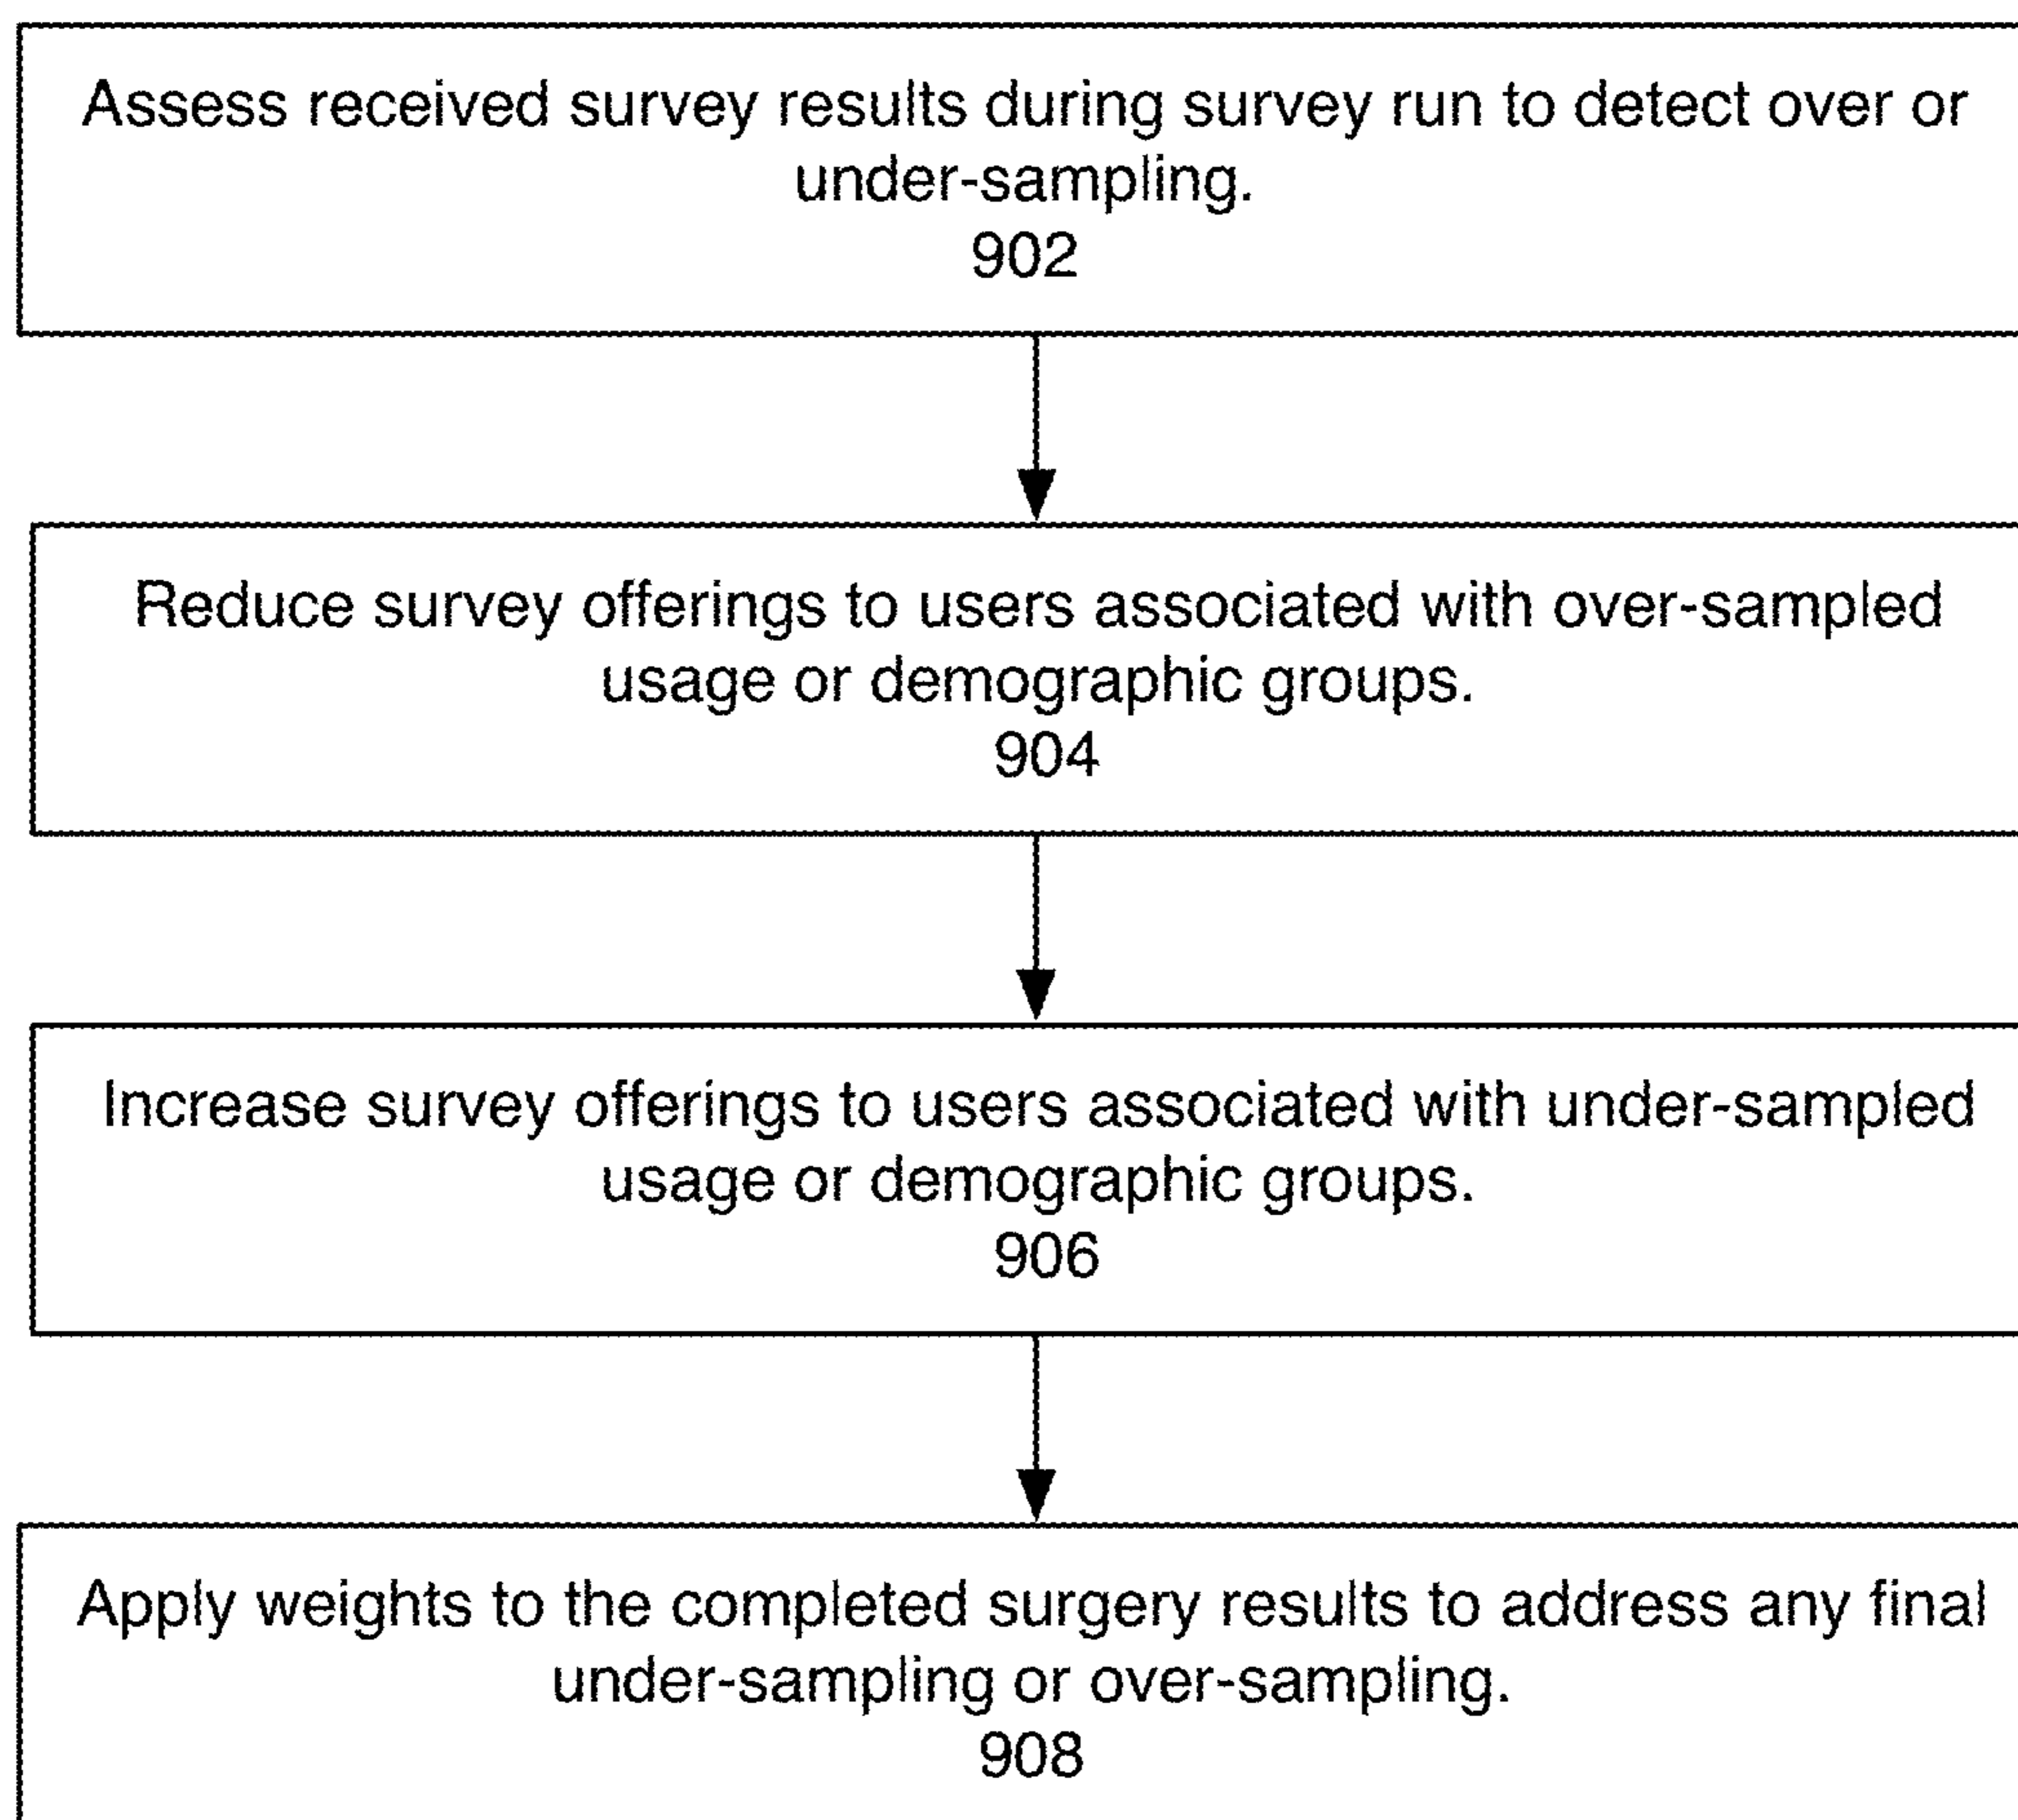 Assess received survey results during survey run to detect over or
under-sampling.
902
Reduce survey offerings to users associated with over-sampled
usage or demographic groups.
904
Increase survey offerings to users associated with under-sampled
usage or demographic groups.
906
Apply weights to the completed surgery results to address any final
under-sampling or over-sampling.
908